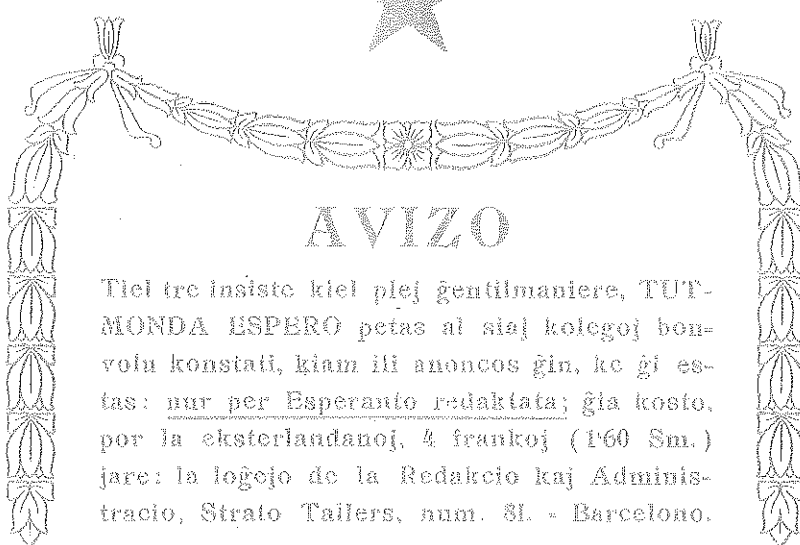 AVIZO
Tiel tre insiste kiel plej ĝentilmaniere, TUT-
MONDA ESPERO petas al siaj kolegoj bon-
volu konstati, kiam ili anoncos ĝin, ke ĝi es-
tas: nur per Esperanto redaktata; ĝia kosto,
por la eksterlandanoj, 4 frankoj (1'60 Sm.)
jare: la loĝejo de la Redakcio kaj Adminis-
tracio, Strato Tallers, num. 81. - Barcelono.